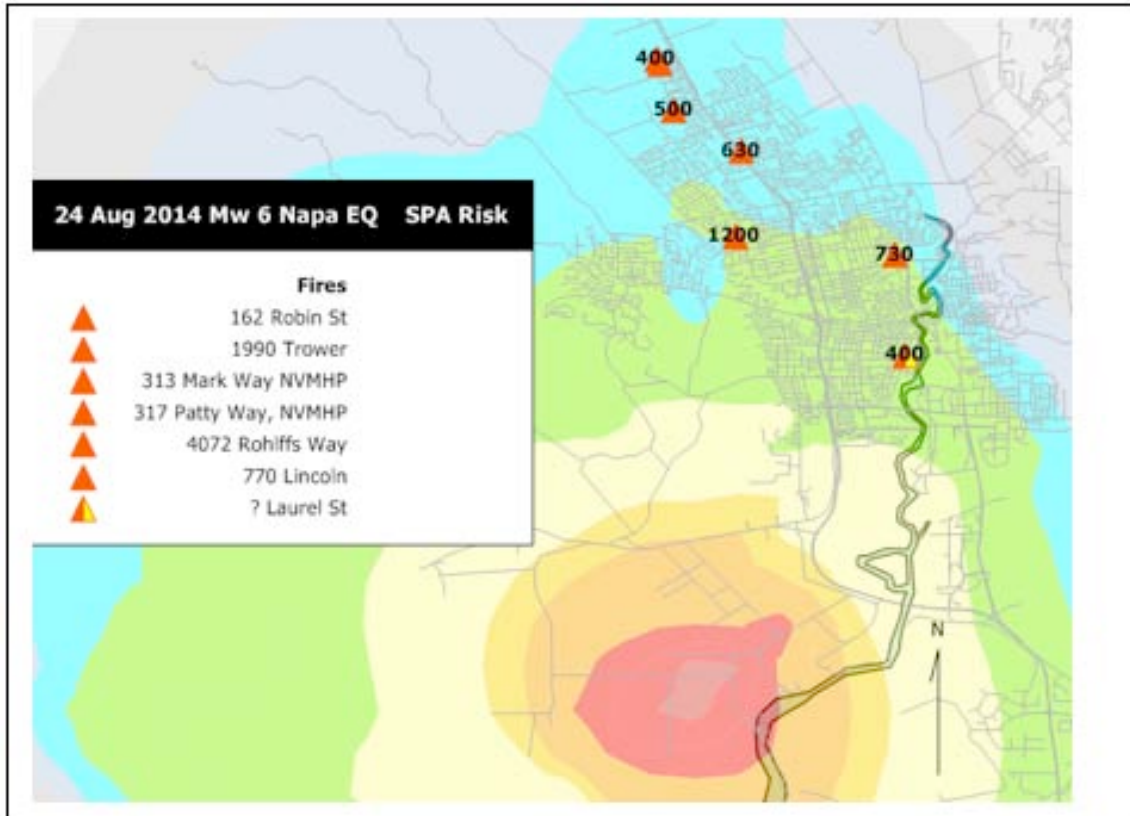 400
500
630
24 Aug 2014 Mw 6 Napa EQ SPA Risk
1200
730
Fires
162 Robin St
1990 Trower
313 Mark Way NVMHP
317 Patty Way, NVMHP
400
4072 Rohlffs Way
770 Lincoln
? Laurel St
N